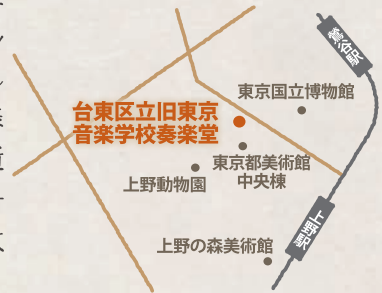 鶯谷駅
東京国立博物館
台東区立旧東京
音楽学校奏楽堂
東京都美術館
中央棟
上野動物園
上野駅
上野の森美術館